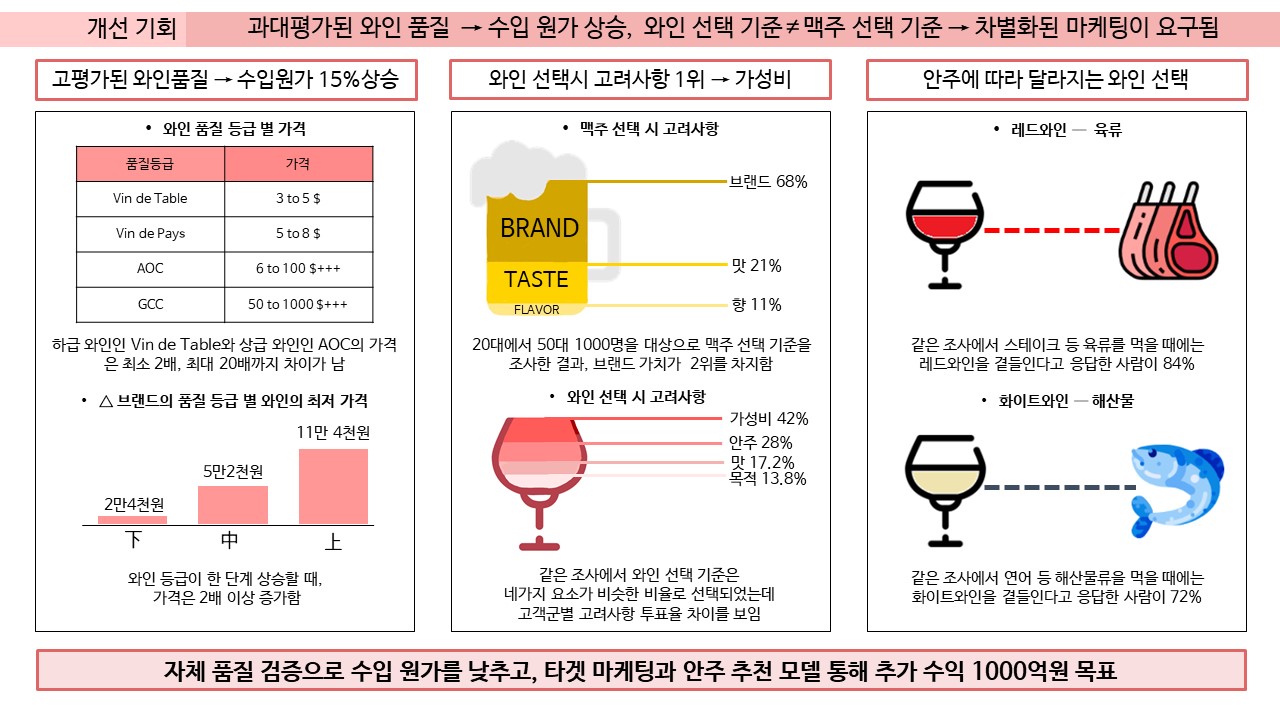 개선 기회
과대평가된 와인 품질 → 수입 원가 상승, 와인 선택 기준 ≠ 맥주 선택 기준 → 차별화된 마케팅이 요구됨
고평가된 와인품질 → 수입원가 15%상승
• 와인 품질 등급 별 가격
품질등급 가격
Vin de Table 3 to 5 $
Vin de Pays 5 to 8 $
AOC 6 to 100 $+++
GCC 50 to 1000 $+++
하급 와인인 Vin de Table와 상급 와인인 AOC의 가격
은 최소 2배, 최대 20배까지 차이가 남
• △ 브랜드의 품질 등급 별 와인의 최저 가격
11만 4천원
5만2천원
2만4천원
下 中 上
와인 등급이 한 단계 상승할 때,
가격은 2배 이상 증가함
와인 선택시 고려사항 1위 → 가성비
• 맥주 선택 시 고려사항
브랜드 68%
BRAND
맛 21%
TASTE
향 11%
FLAVOR
20대에서 50대 1000명을 대상으로 맥주 선택 기준을
조사한 결과, 브랜드 가치가 2위를 차지함
• 와인 선택 시 고려사항
가성비 42%
안주 28%
맛 17.2%
목적 13.8%
같은 조사에서 와인 선택 기준은
네가지 요소가 비슷한 비율로 선택되었는데
고객군별 고려사항 투표율 차이를 보임
안주에 따라 달라지는 와인 선택
• 레드와인 — 육류
같은 조사에서 스테이크 등 육류를 먹을 때에는
레드와인을 곁들인다고 응답한 사람이 84%
• 화이트와인 — 해산물
같은 조사에서 연어 등 해산물류을 먹을 때에는
화이트와인을 곁들인다고 응답한 사람이 72%
자체 품질 검증으로 수입 원가를 낮추고, 타겟 마케팅과 안주 추천 모델 통해 추가 수익 1000억원 목표